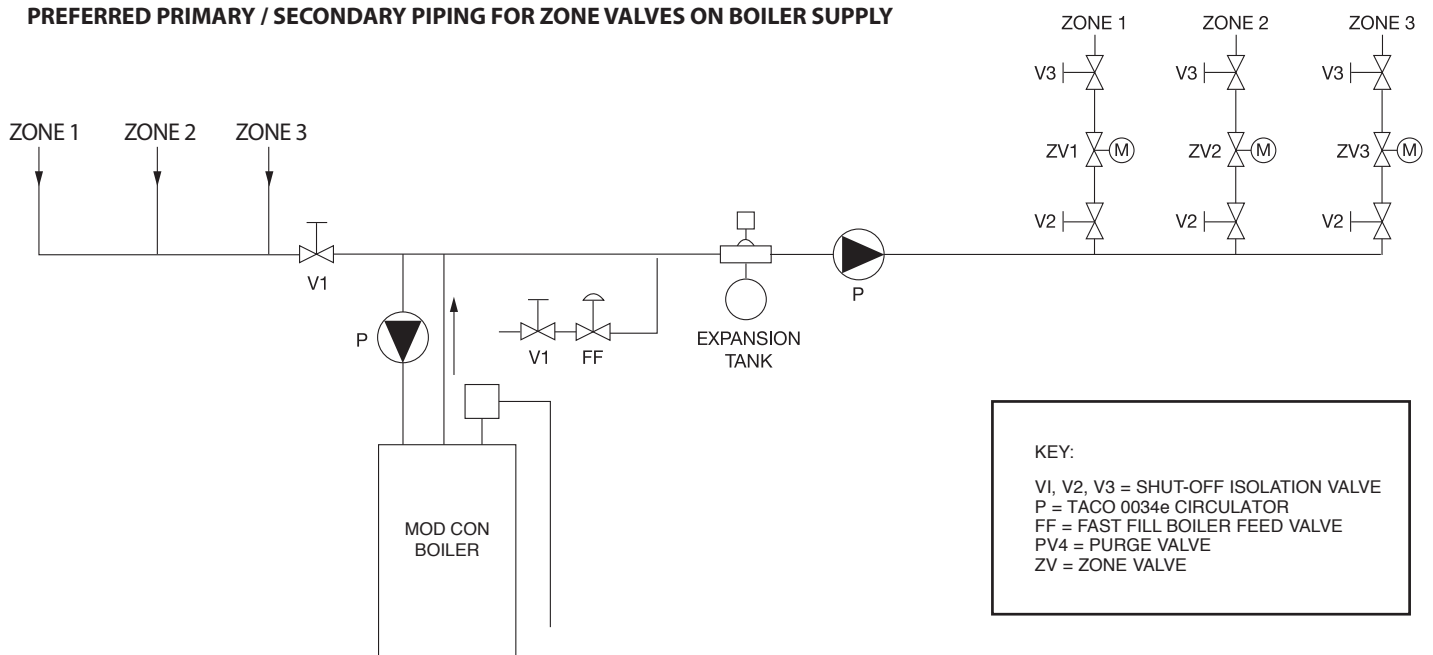 PREFERRED PRIMARY / SECONDARY PIPING FOR ZONE VALVES ON BOILER SUPPLY
ZONE 1 ZONE 2 ZONE 3
V3 V3 V3
ZONE 1 ZONE 2 ZONE 3
ZV1 M ZV2 M ZV3 M
V2 V2 V2
V1
P
P
V1 FF
EXPANSION
TANK
MOD CON
BOILER
KEY:
VI, V2, V3 = SHUT-OFF ISOLATION VALVE
P = TACO 0034e CIRCULATOR
FF = FAST FILL BOILER FEED VALVE
PV4 = PURGE VALVE
ZV = ZONE VALVE